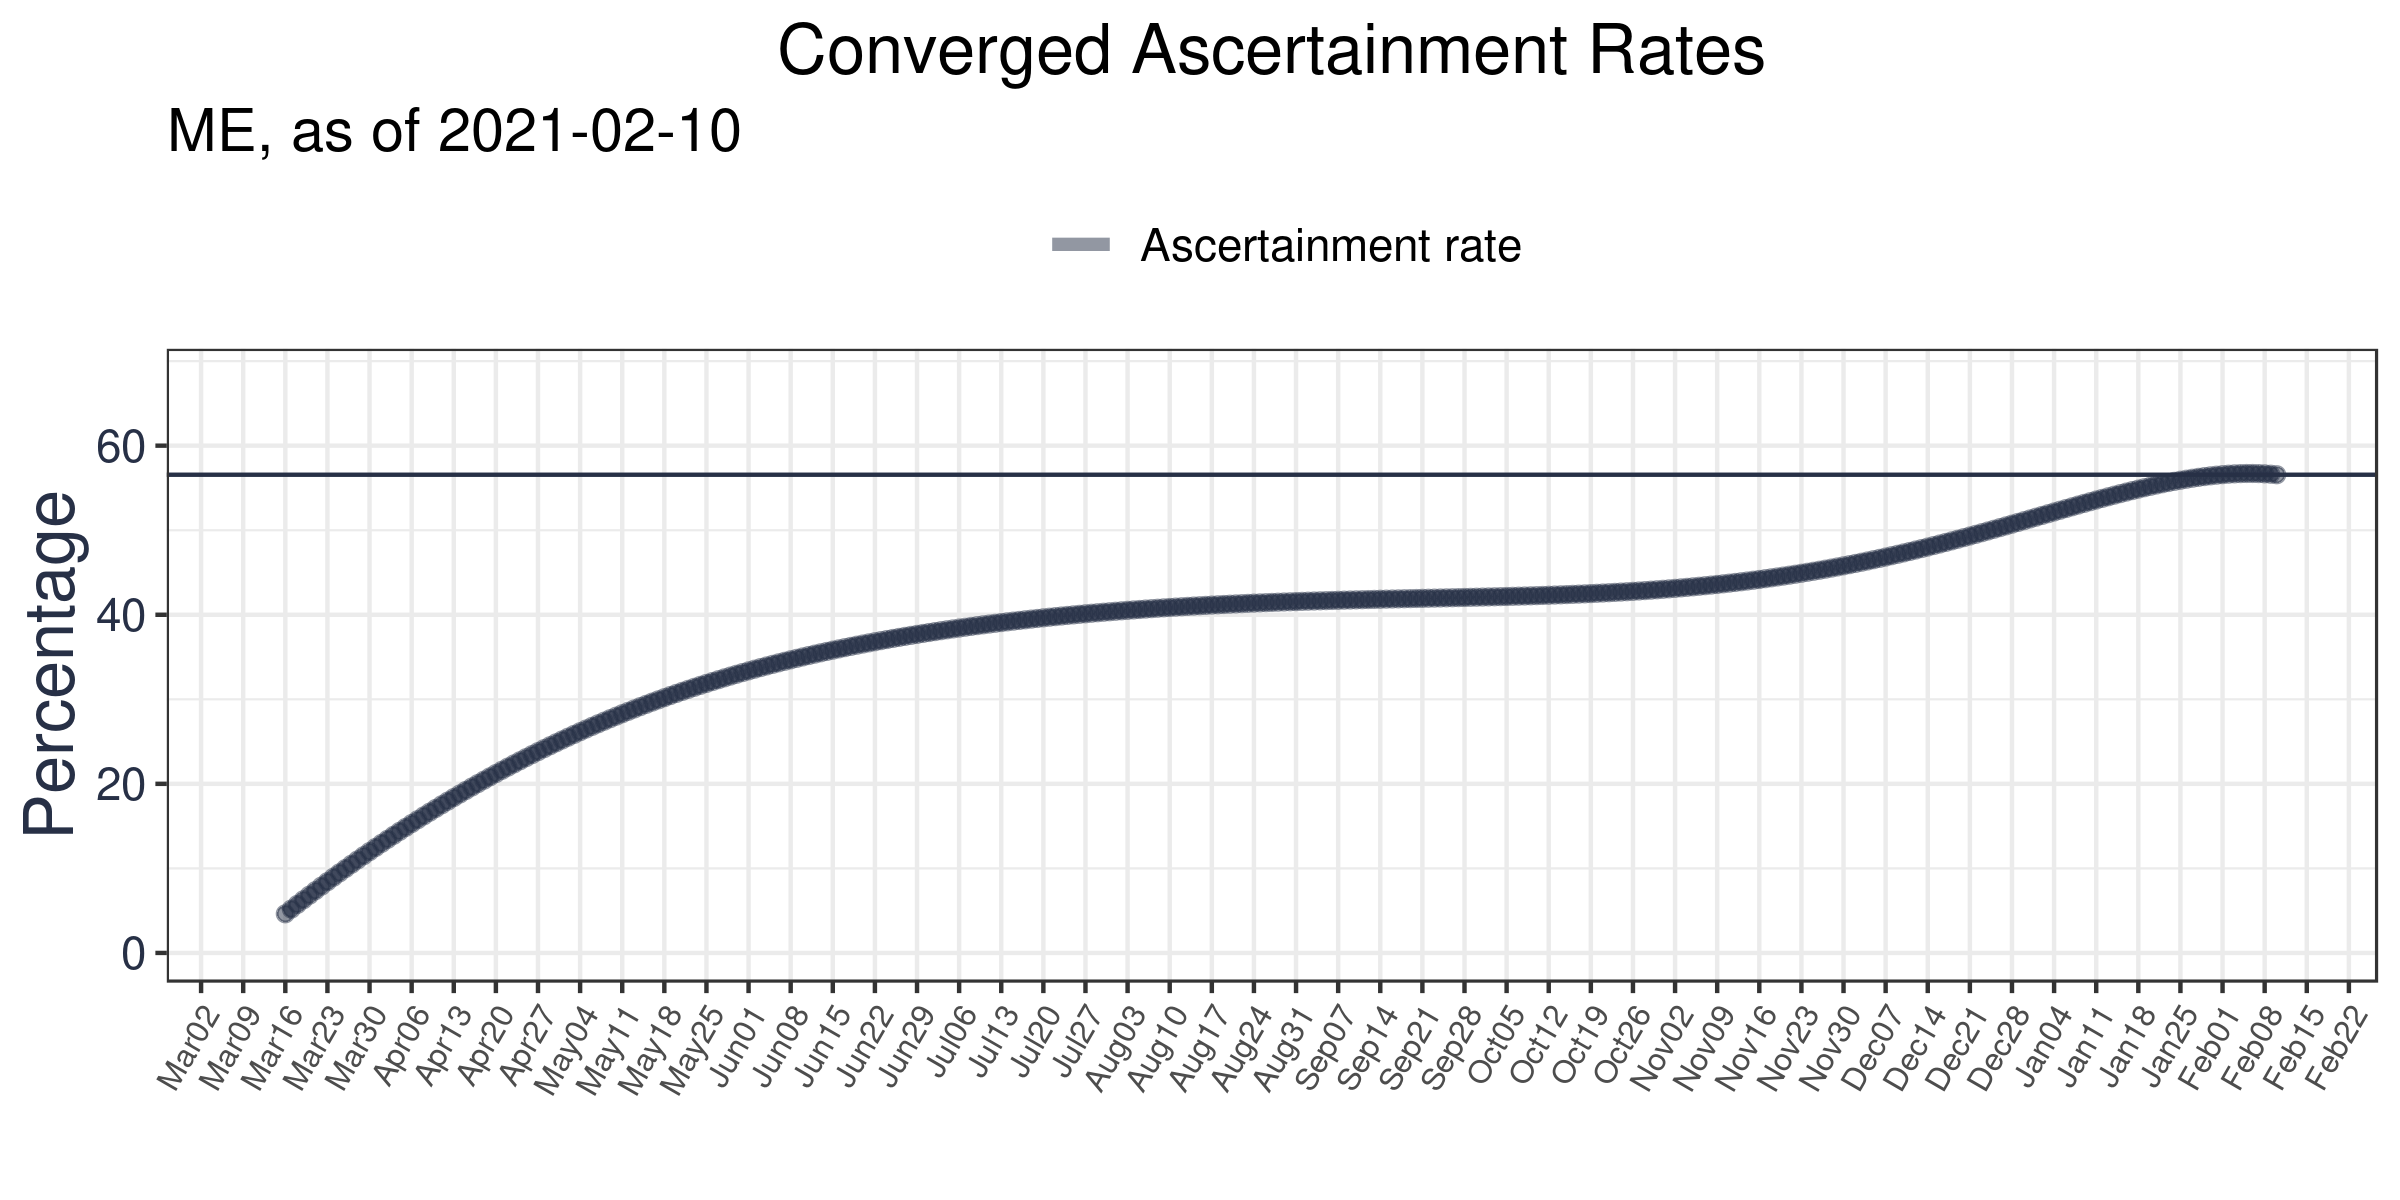 Converged Ascertainment Rates
ME, as of 2021-02-10
Ascertainment rate
Percentage
60
40
20
0
Mar02 Mar09 Mar16 Mar23 Mar30 Apr06 Apr13 Apr20 Apr27 May04 May11 May18 May25 Jun01 Jun08 Jun15 Jun22 Jun29 Jul06 Jul13 Jul20 Jul27 Aug03 Aug10 Aug17 Aug24 Aug31 Sep07 Sep14 Sep21 Sep28 Oct05 Oct12 Oct19 Oct26 Nov02 Nov09 Nov16 Nov23 Nov30 Dec07 Dec14 Dec21 Dec28 Jan04 Jan11 Jan18 Jan25 Feb01 Feb08 Feb15 Feb22